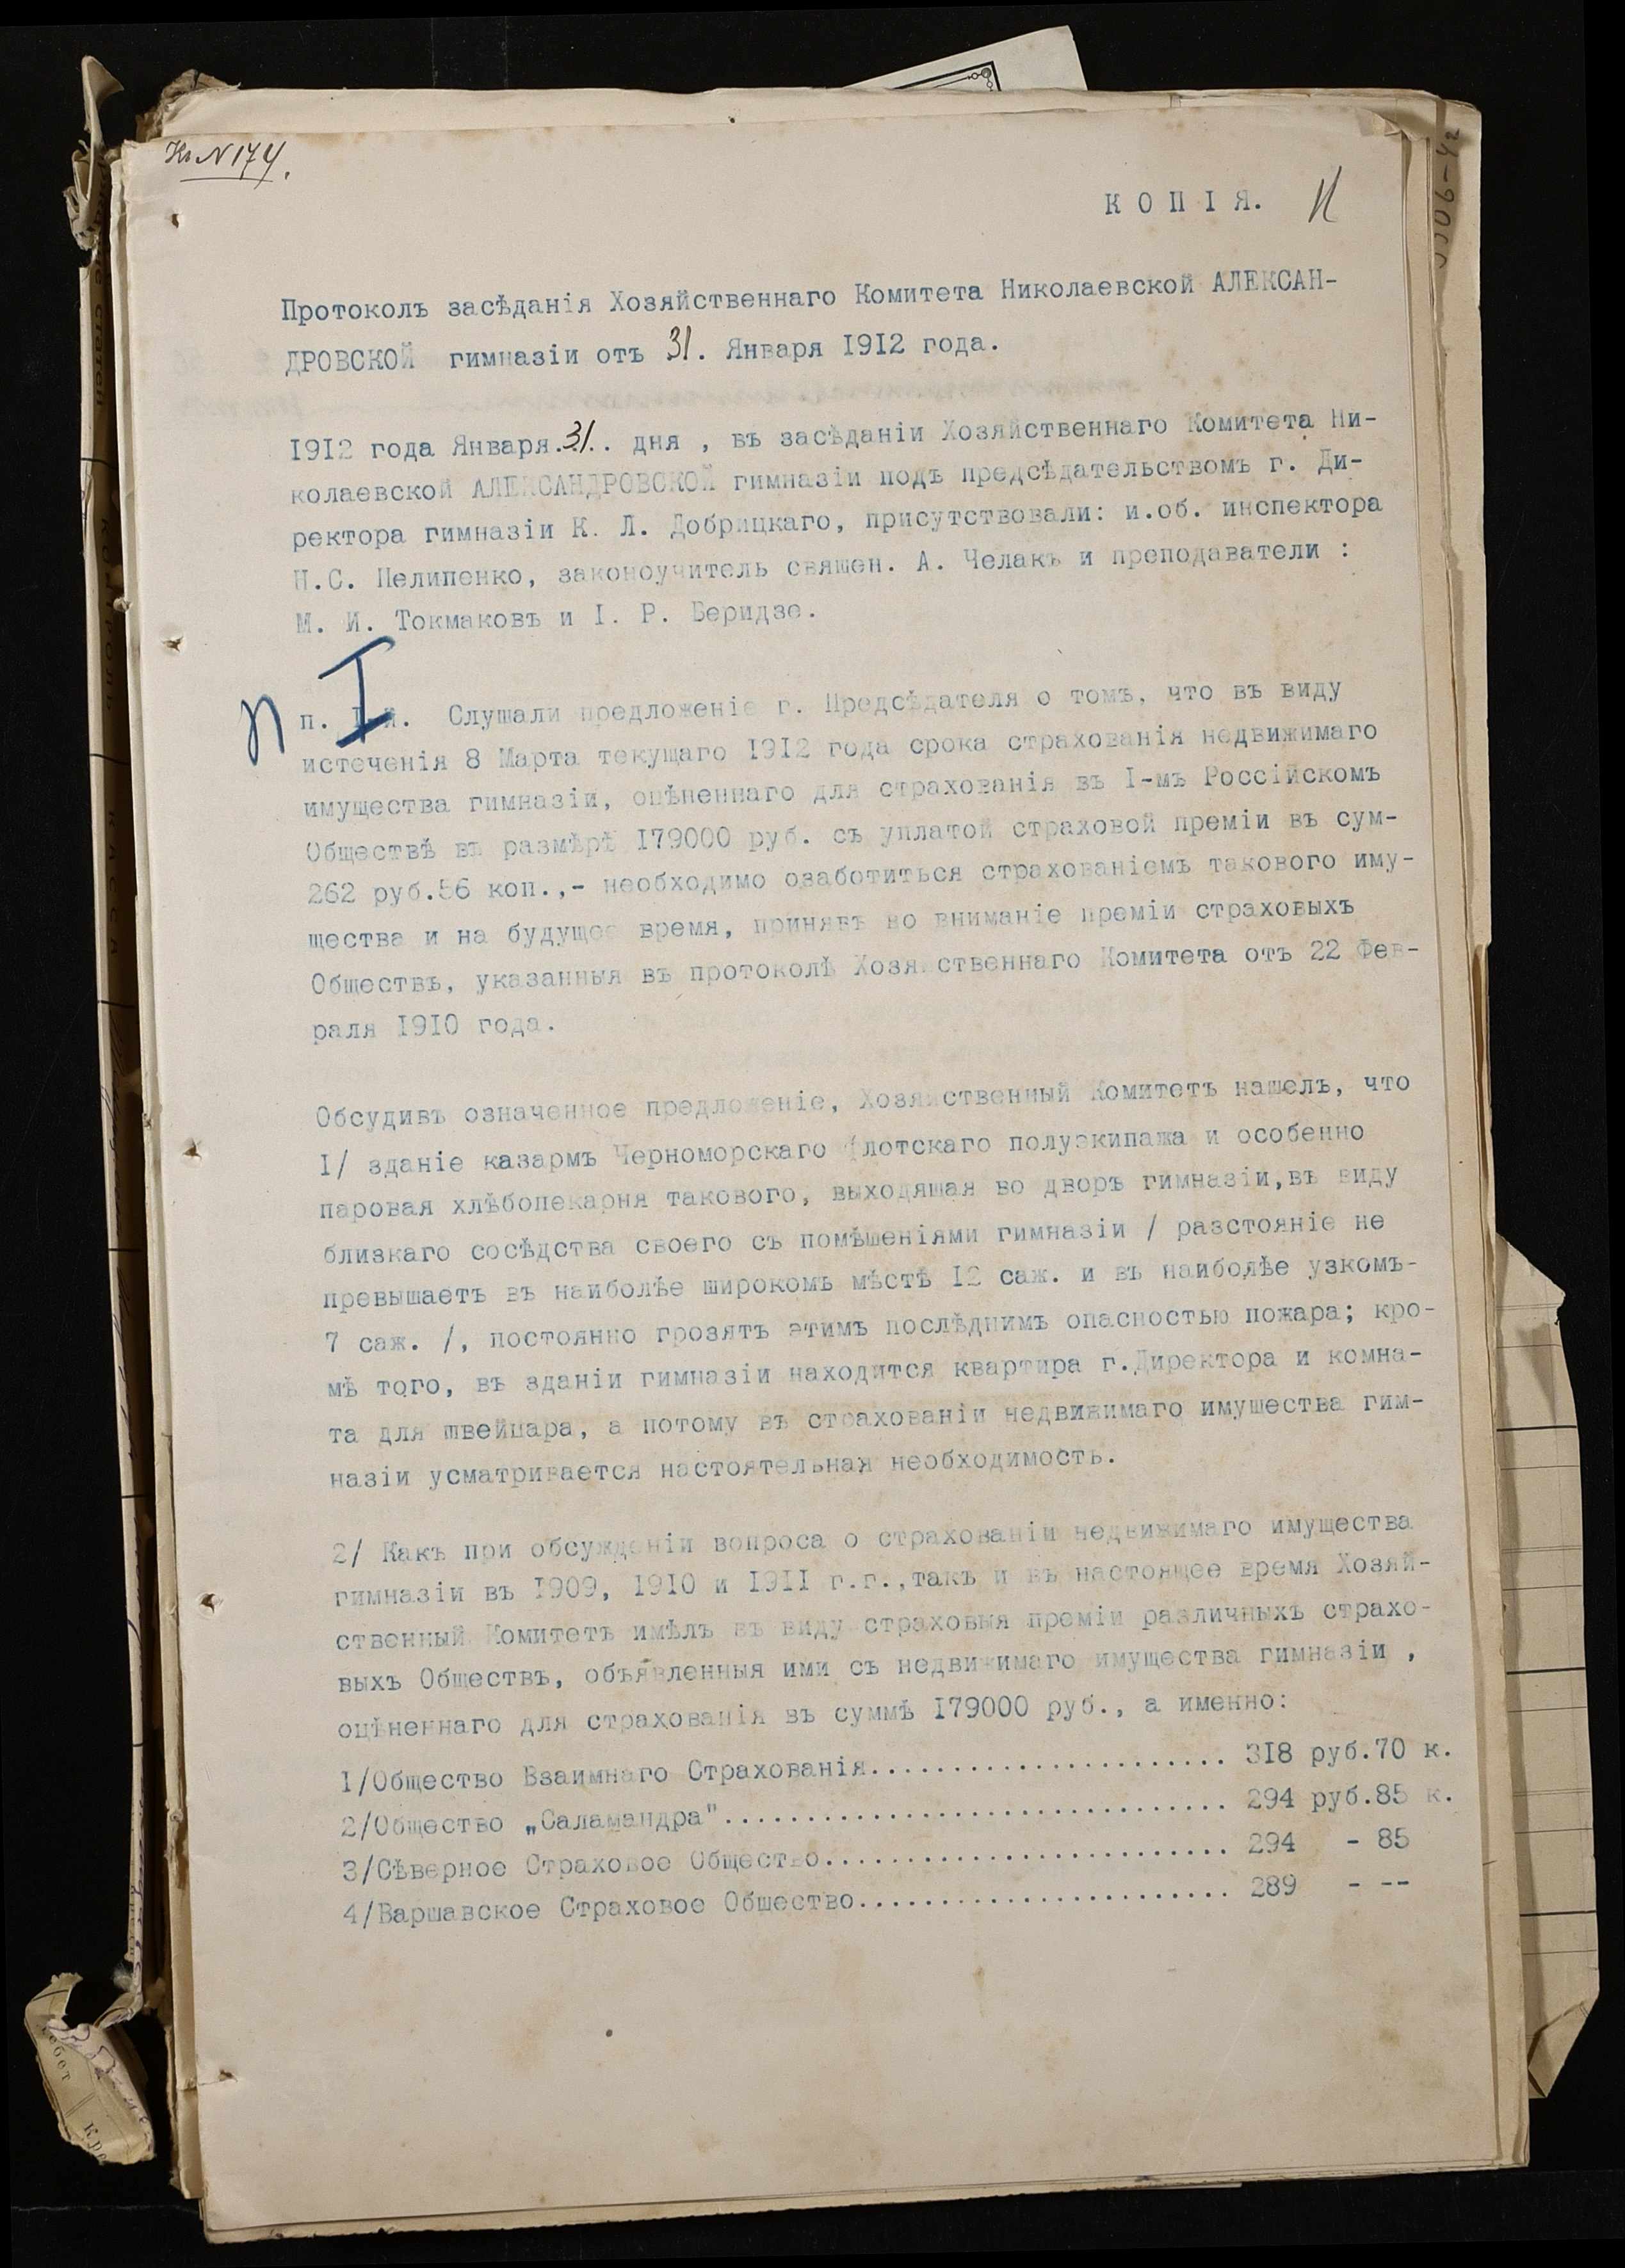 Къ N 174.
КОПІЯ.
Протоколъ засѣданія Хозяйственнаго Комитета Николаевской АЛЕКСАН-
ДРОВСКОЙ гимназіи отъ 31. Января 1912 года.
1912 года Января.31.. дня , въ засѣданіи Хозяйственнаго Комитета Ни-
колаевской АЛЕКСАНДРОВСКОЙ гимназіи подъ предсѣдательствомъ г. Ди-
ректора гимназіи К. Л. Добрицкаго, присутствовали: и.об. инспектора
Н.С. Пелипенко, законоучитель свяшен. А. Челакъ и преподаватели :
М. И. Токмаковъ и І. Р. Беридзе.
п. I Слушали предложеніе г. Предсѣдателя о томъ, что въ виду
истеченія 8 Марта текущаго 1912 года срока страхованія недвижимаго
имущества гимназіи, оцѣненнаго для страхованія въ І-мъ Россійскомъ
Обществѣ въ размѣрѣ 179000 руб. съ уплатой страховой преміи въ сум-
262 руб.56 коп.,- необходимо озаботиться страхованіемъ такового иму-
щества и на будущее время, принявъ во вниманіе преміи страховыхъ
Обществъ, указанныя въ протоколѣ Хозяйственнаго Комитета отъ 22 Фев-
раля 1910 года.
Обсудивъ означенное предложеніе, Хозяйственный Комитетъ нашелъ, что
1/ зданіе казармъ Черноморскаго флотскаго полуэкипажа и особенно
паровая хлѣбопекарня такового, выходяшая во дворъ гимназіи,въ виду
близкаго сосѣдства своего съ помѣшеніями гимназіи / разстояніе не
превышаетъ въ наиболѣе широкомъ мѣстѣ 12 саж. и въ наиболѣе узкомъ-
7 саж. /, постоянно грозятъ этимъ послѣднимъ опасностью пожара; кро-
мѣ того, въ зданіи гимназіи находится квартира г.Директора и комна-
та для швейцара, а потому въ страхованіи недвижимаго имушества гим-
назіи усматривается настоятельная необходимость.
2/ Какъ при обсужденіи вопроса о страхованіи недвижимаго имущества
гимназіи въ 1909, 1910 и 1911 г.г.,такъ и въ настоящее время Хозяй-
ственный Комитетъ имѣлъ въ виду страховыя преміи различныхъ страхо-
выхъ Обществъ, объявленныя ими съ недвижимаго имущества гимназіи ,
оцѣненнаго для страхованія въ суммѣ 179000 руб., а именно:
1/Общество Взаимнаго Страхованія...................... 318 руб.70 к.
2/Общество „Саламандра"............................... 294 руб.85 к.
3/Сѣверное Страховое Общество......................... 294 - 85
4/Варшавское Страховое Общество....................... 289 - --